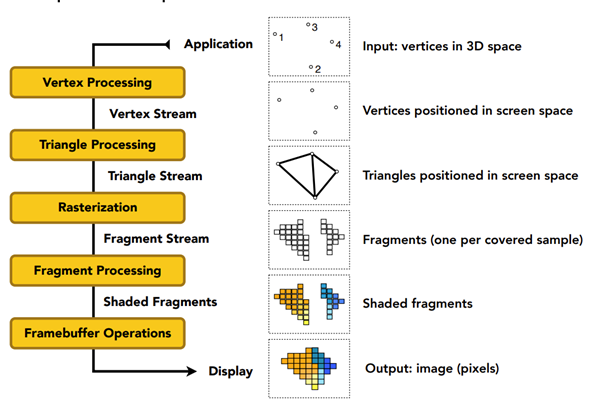 Application
1
3
4
2
Input: vertices in 3D space
Vertex Processing
Vertex Stream
Vertices positioned in screen space
Triangle Processing
Triangle Stream
Triangles positioned in screen space
Rasterization
Fragment Stream
Fragments (one per covered sample)
Fragment Processing
Shaded Fragments
Shaded fragments
Framebuffer Operations
Display
Output: image (pixels)